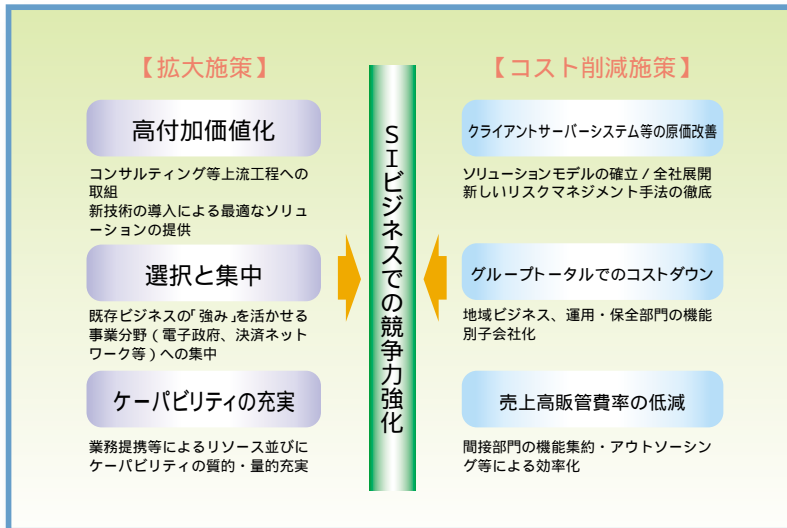 【拡大施策】
高付加価値化
コンサルティング等上流工程への
取組
新技術の導入による最適なソリュ
ーションの提供
選択と集中
既存ビジネスの「強み」を活かせる
事業分野(電子政府、決済ネット
ワーク等)への集中
ケーパビリティの充実
業務提携等によるリソース並びに
ケーパビリティの質的・量的充実
SIビジネスでの競争力強化
【コスト削減施策】
クライアントサーバーシステム等の原価改善
ソリューションモデルの確立/全社展開
新しいリスクマネジメント手法の徹底
グループトータルでのコストダウン
地域ビジネス、運用・保全部門の機能
別子会社化
売上高販管費率の低減
間接部門の機能集約・アウトソーシン
グ等による効率化